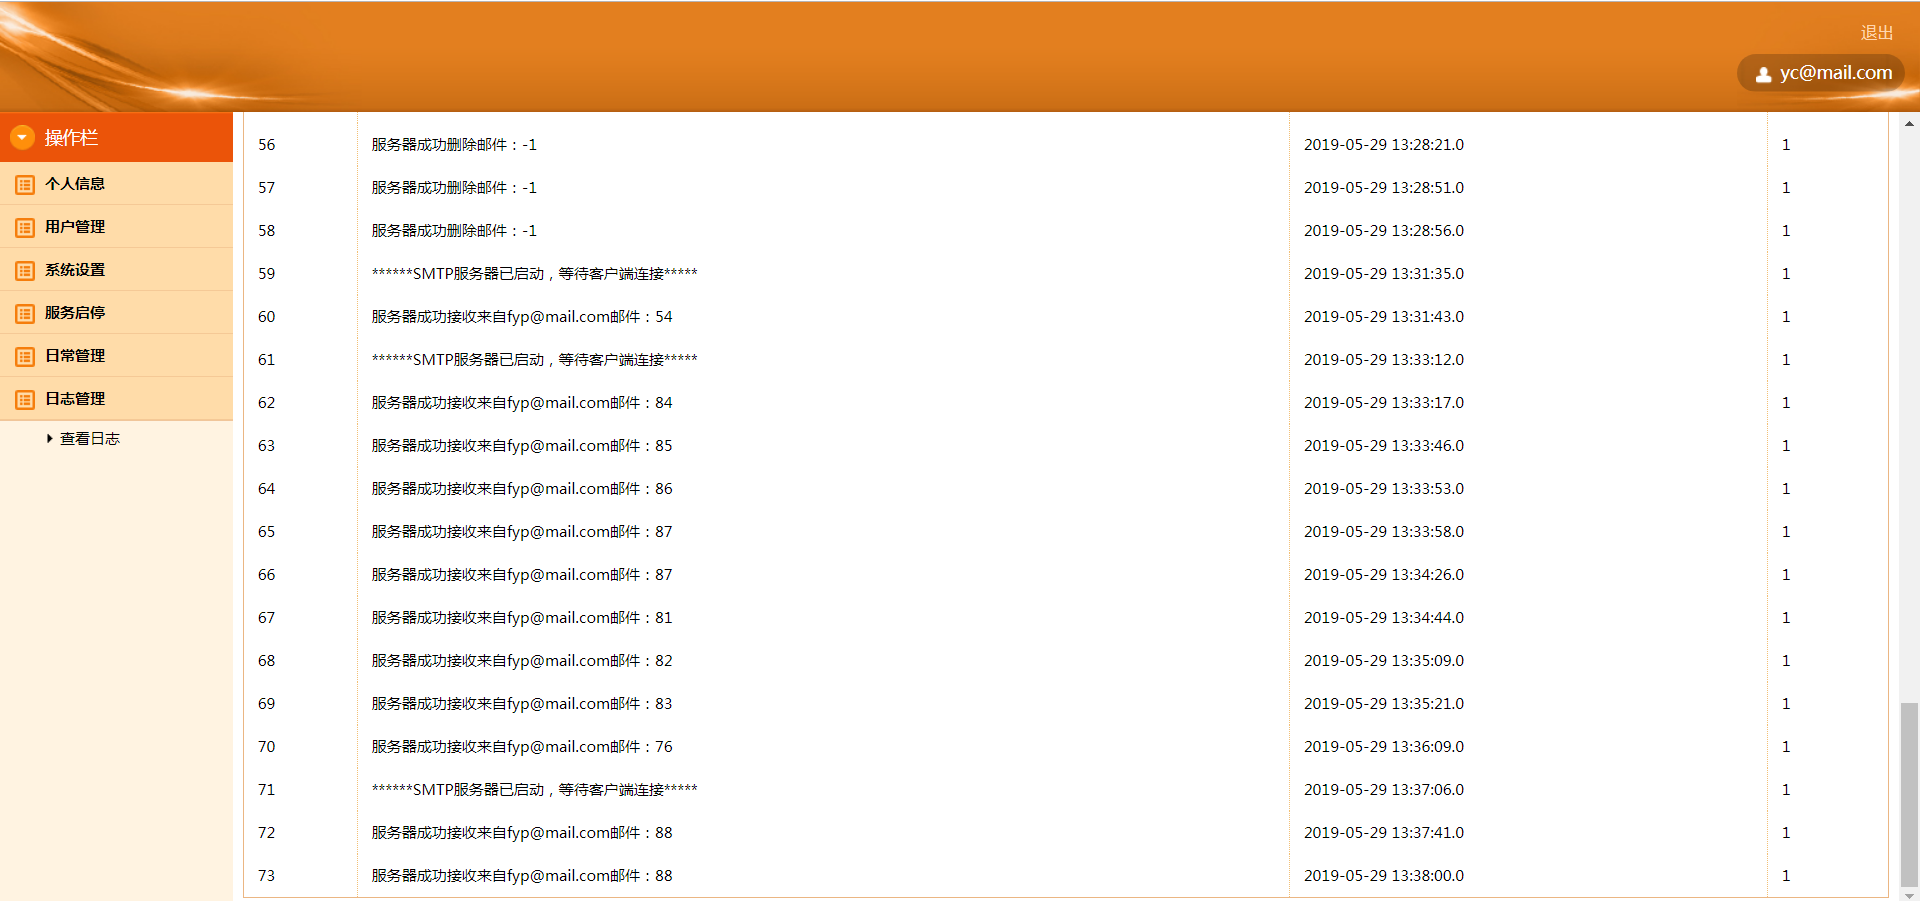 退出
yc@mail.com
操作栏
个人信息
用户管理
系统设置
服务启停
日常管理
日志管理
查看日志
56 服务器成功删除邮件：-1 2019-05-29 13:28:21.0 1
57 服务器成功删除邮件：-1 2019-05-29 13:28:51.0 1
58 服务器成功删除邮件：-1 2019-05-29 13:28:56.0 1
59 ******SMTP服务器已启动，等待客户端连接***** 2019-05-29 13:31:35.0 1
60 服务器成功接收来自fyp@mail.com邮件：54 2019-05-29 13:31:43.0 1
61 ******SMTP服务器已启动，等待客户端连接***** 2019-05-29 13:33:12.0 1
62 服务器成功接收来自fyp@mail.com邮件：84 2019-05-29 13:33:17.0 1
63 服务器成功接收来自fyp@mail.com邮件：85 2019-05-29 13:33:46.0 1
64 服务器成功接收来自fyp@mail.com邮件：86 2019-05-29 13:33:53.0 1
65 服务器成功接收来自fyp@mail.com邮件：87 2019-05-29 13:33:58.0 1
66 服务器成功接收来自fyp@mail.com邮件：87 2019-05-29 13:34:26.0 1
67 服务器成功接收来自fyp@mail.com邮件：81 2019-05-29 13:34:44.0 1
68 服务器成功接收来自fyp@mail.com邮件：82 2019-05-29 13:35:09.0 1
69 服务器成功接收来自fyp@mail.com邮件：83 2019-05-29 13:35:21.0 1
70 服务器成功接收来自fyp@mail.com邮件：76 2019-05-29 13:36:09.0 1
71 ******SMTP服务器已启动，等待客户端连接***** 2019-05-29 13:37:06.0 1
72 服务器成功接收来自fyp@mail.com邮件：88 2019-05-29 13:37:41.0 1
73 服务器成功接收来自fyp@mail.com邮件：88 2019-05-29 13:38:00.0 1